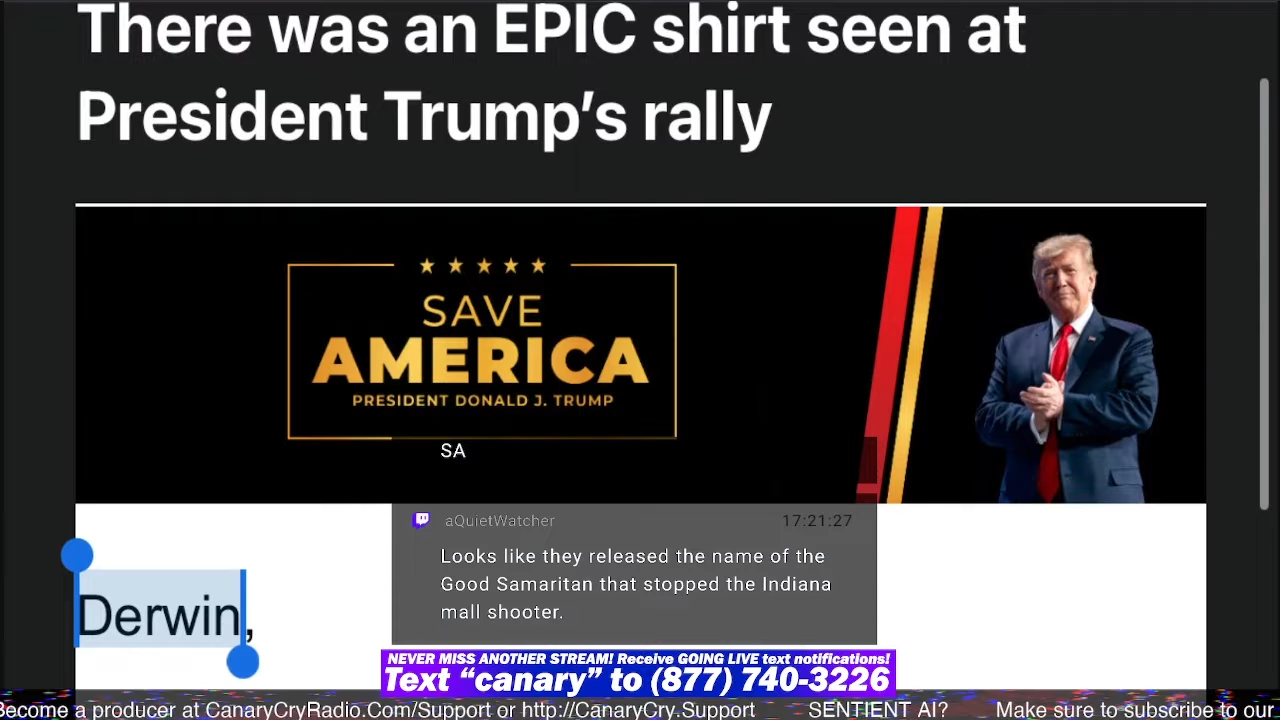 There was an EPIC shirt seen at
President Trump’s rally
SAVE
AMERICA
PRESIDENT DONALD J. TRUMP
SA
aQuietWatcher 17:21:27
Looks like they released the name of the
Good Samaritan that stopped the Indiana
mall shooter.
Derwin,
NEVER MISS ANOTHER STREAM! Receive GOING LIVE text notifications!
Text “canary” to (877) 740-3226
Become a producer at CanaryCryRadio.Com/Support or http://CanaryCry.Support SENTIENT AI? Make sure to subscribe to our